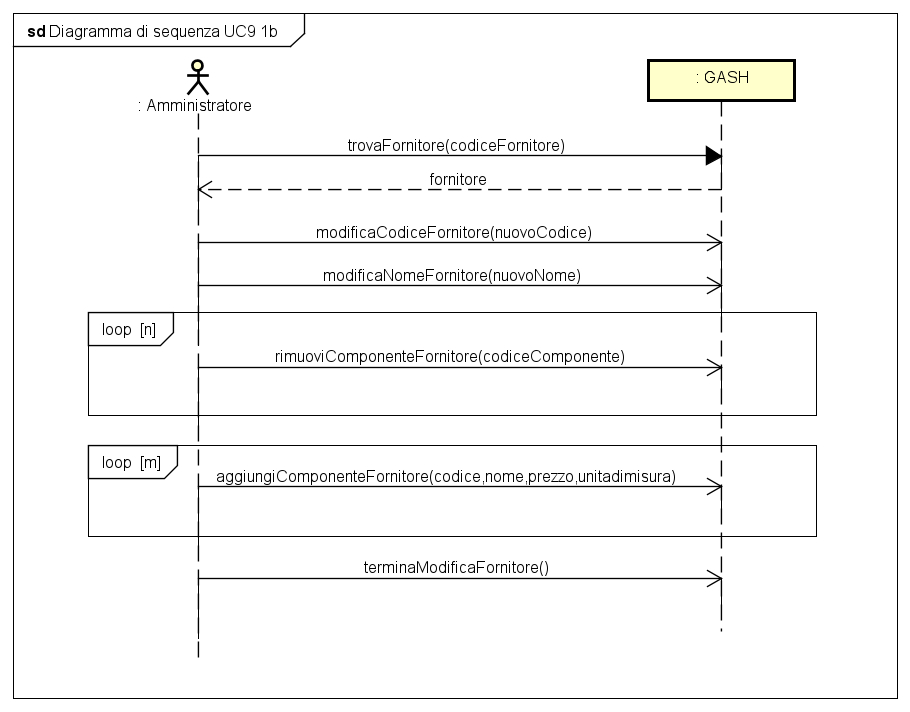 sd Diagramma di sequenza UC9 1b
: Amministratore
: GASH
trovaFornitore(codiceFornitore)
fornitore
modificaCodiceFornitore(nuovoCodice)
modificaNomeFornitore(nuovoNome)
loop [n]
rimuoviComponenteFornitore(codiceComponente)
loop [m]
aggiungiComponenteFornitore(codice,nome,prezzo,unitadimisura)
terminaModificaFornitore()